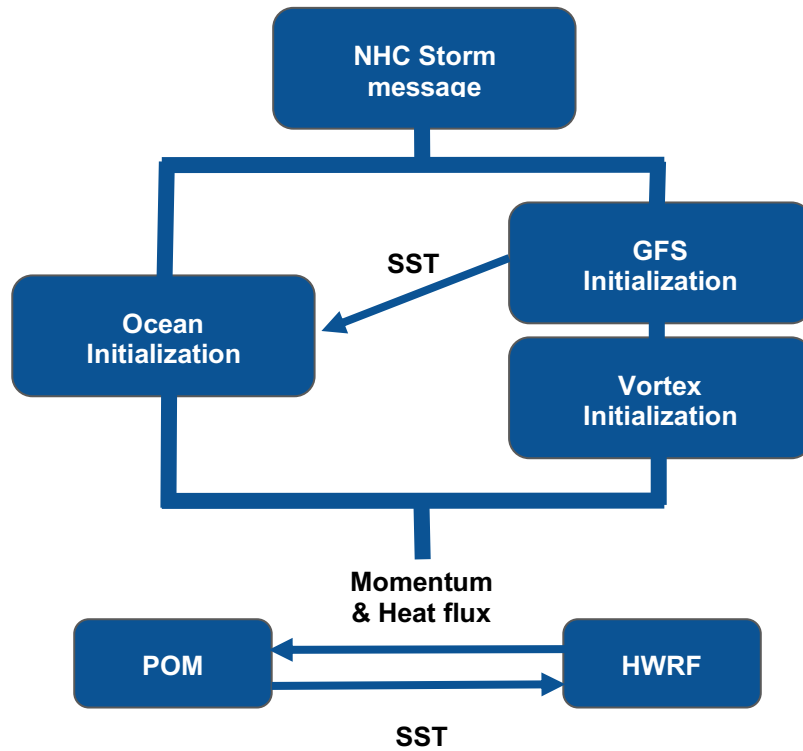 NHC Storm
message
GFS
Initialization
SST
Ocean
Initialization
Vortex
Initialization
Momentum
& Heat flux
POM
HWRF
SST